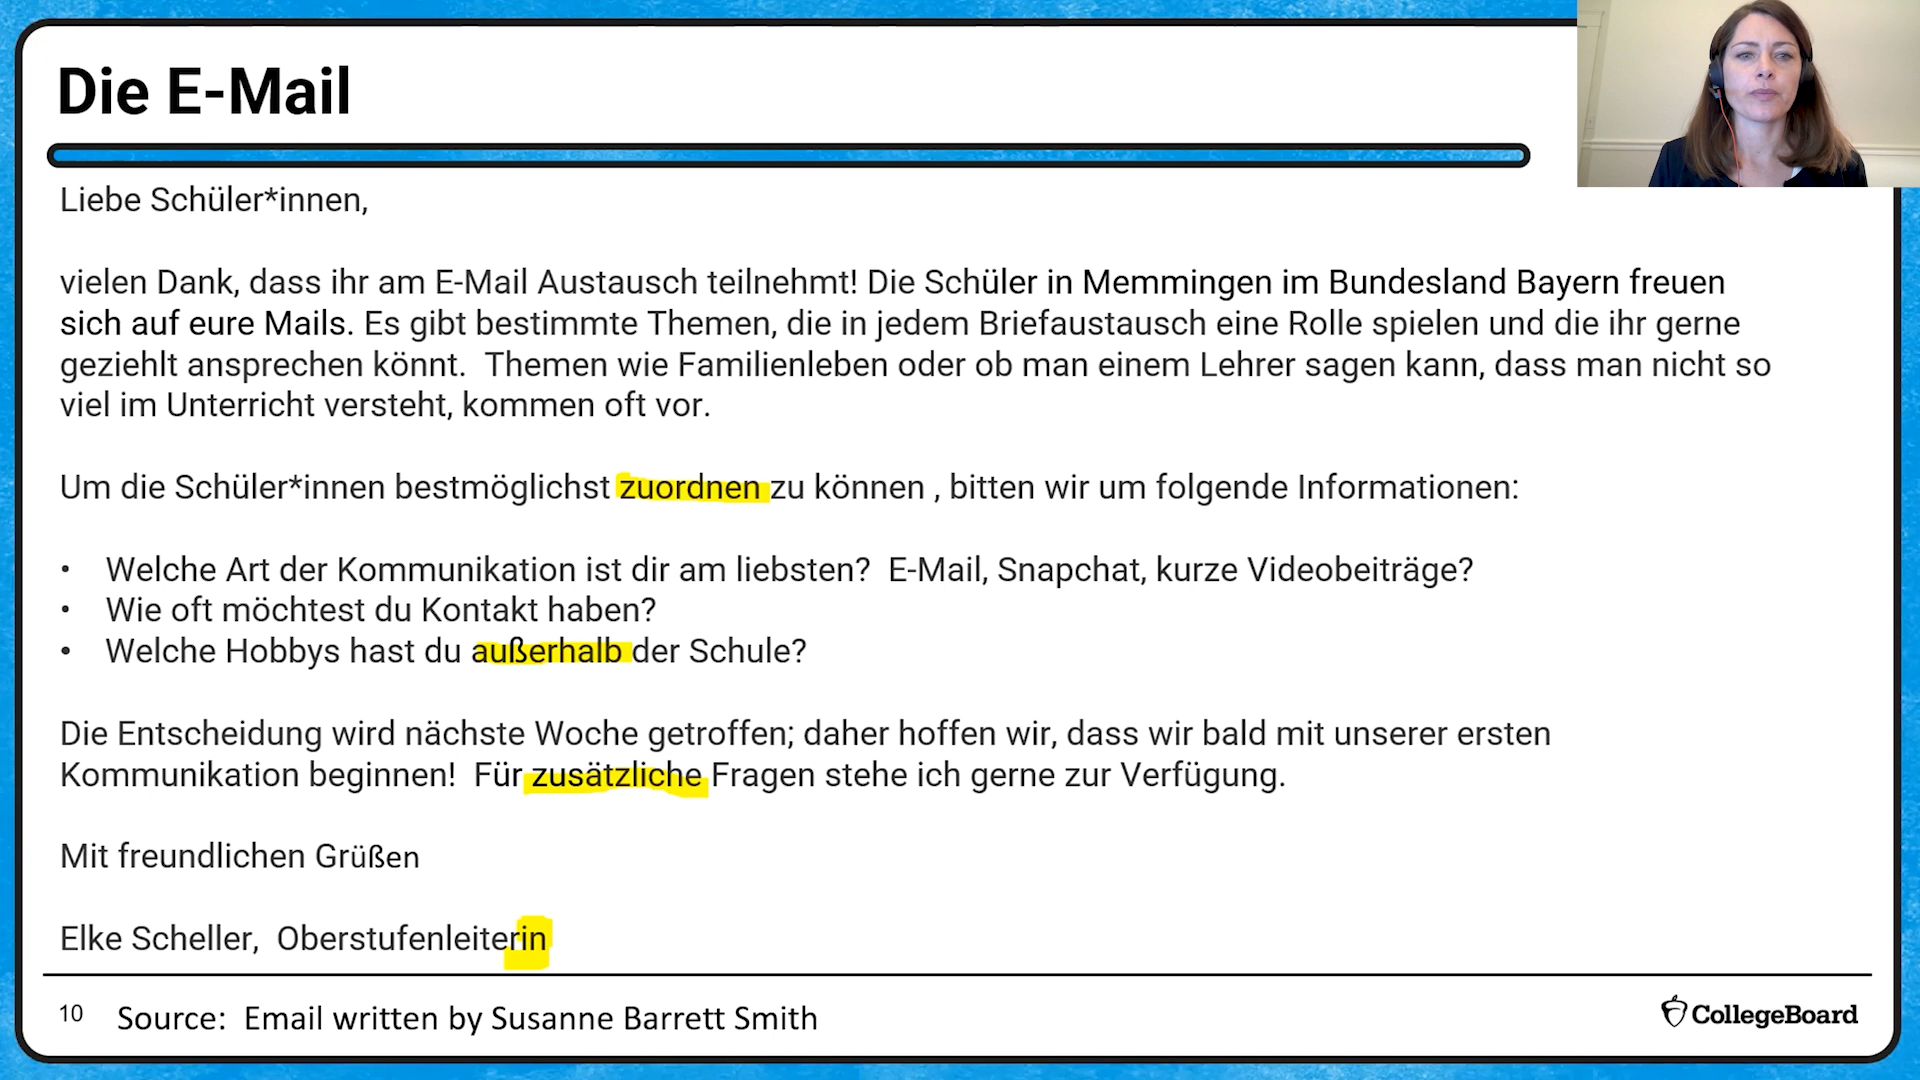 Die E-Mail
Liebe Schüler*innen,
vielen Dank, dass ihr am E-Mail Austausch teilnehmt! Die Schüler in Memmingen im Bundesland Bayern freuen
sich auf eure Mails. Es gibt bestimmte Themen, die in jedem Briefaustausch eine Rolle spielen und die ihr gerne
geziehlt ansprechen könnt.  Themen wie Familienleben oder ob man einem Lehrer sagen kann, dass man nicht so
viel im Unterricht versteht, kommen oft vor.
Um die Schüler*innen bestmöglichst zuordnen zu können , bitten wir um folgende Informationen:
• Welche Art der Kommunikation ist dir am liebsten?  E-Mail, Snapchat, kurze Videobeiträge?
• Wie oft möchtest du Kontakt haben?
• Welche Hobbys hast du außerhalb der Schule?
Die Entscheidung wird nächste Woche getroffen; daher hoffen wir, dass wir bald mit unserer ersten
Kommunikation beginnen!  Für zusätzliche Fragen stehe ich gerne zur Verfügung.
Mit freundlichen Grüßen
Elke Scheller,  Oberstufenleiterin
10 Source:  Email written by Susanne Barrett Smith
CollegeBoard